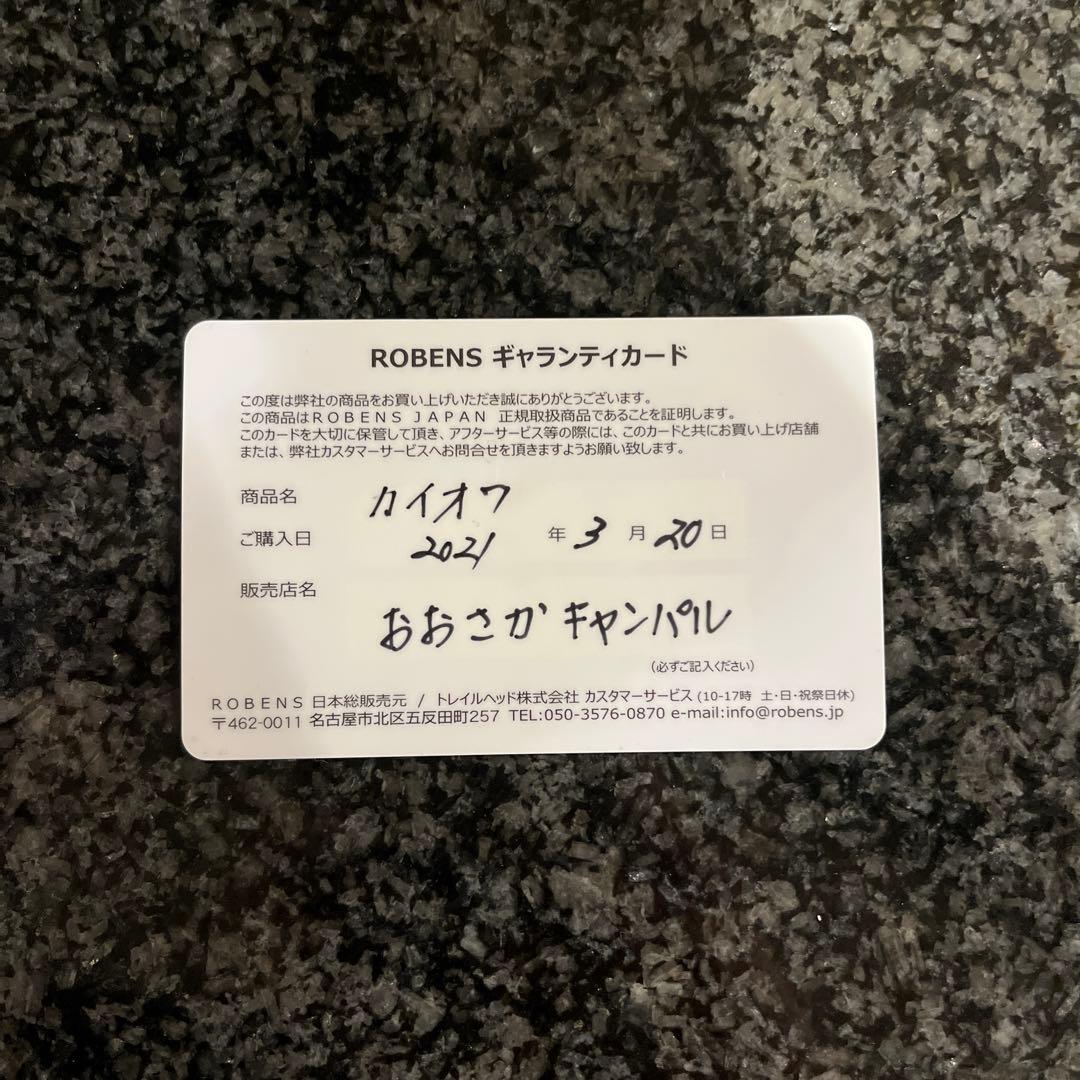 ROBENS ギャランティカード
この度は弊社の商品をお買い上げいただき誠にありがとうございます。
この商品はＲＯＢＥＮＳ ＪＡＰＡＮ 正規取扱商品であることを証明します。
このカードを大切に保管して頂き、アフターサービス等の際には、このカードと共にお買い上げ店舗
または、弊社カスタマーサービスへお問合せを頂きますようお願い致します。
商品名 カイオワ
ご購入日 2021 年 3 月 20 日
販売店名 おおさかキャンパル
（必ずご記入ください）
ＲＯＢＥＮＳ 日本総販売元 / トレイルヘッド株式会社 カスタマーサービス (10-17時 土・日・祝祭日休)
〒462-0011 名古屋市北区五反田町257 TEL:050-3576-0870 e-mail:info@robens.jp